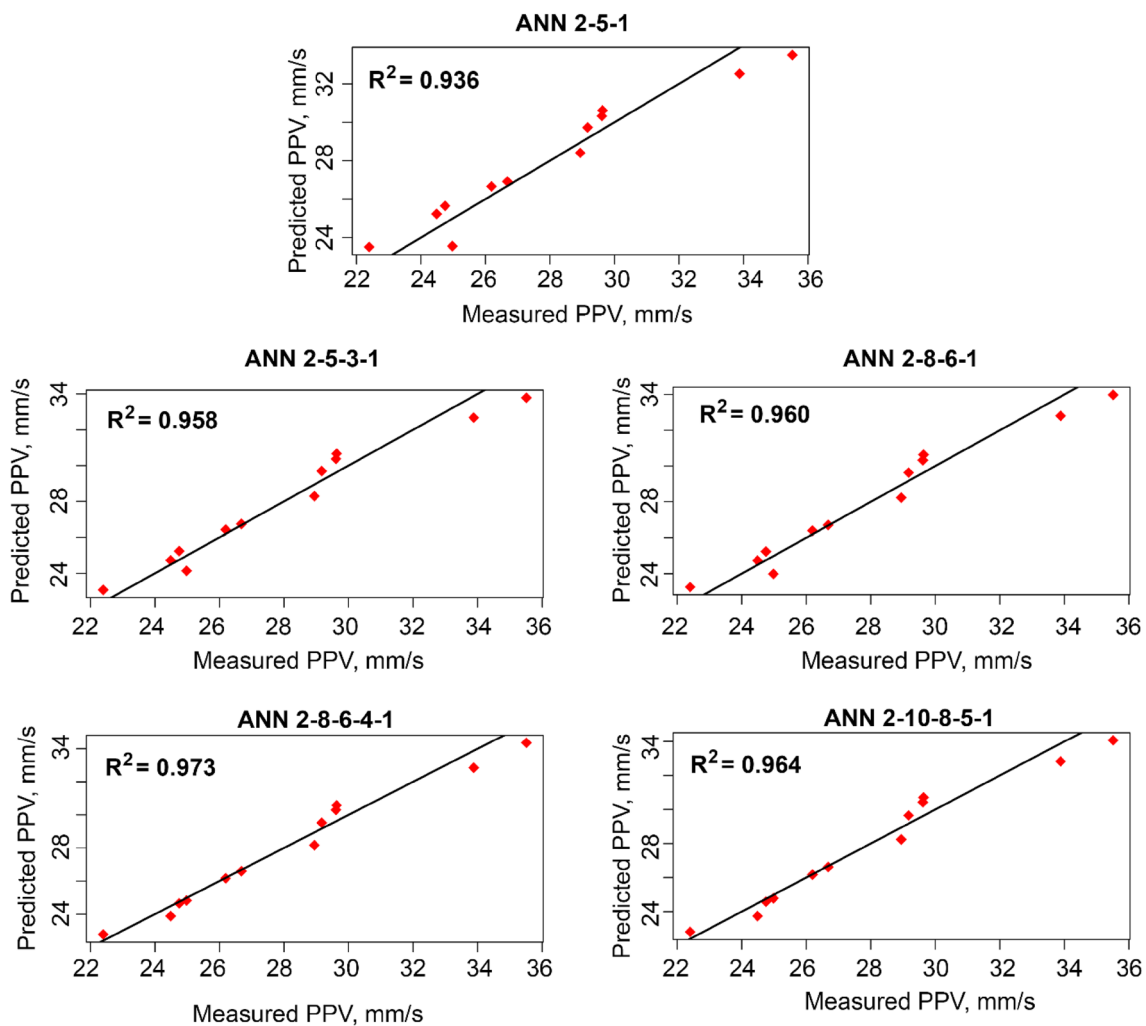 ANN 2-5-1
R² = 0.936
Predicted PPV, mm/s
32
28
24
22 24 26 28 30 32 34 36
Measured PPV, mm/s
ANN 2-5-3-1
R² = 0.958
Predicted PPV, mm/s
34
28
24
22 24 26 28 30 32 34 36
Measured PPV, mm/s
ANN 2-8-6-1
R² = 0.960
Predicted PPV, mm/s
34
28
24
22 24 26 28 30 32 34 36
Measured PPV, mm/s
ANN 2-8-6-4-1
R² = 0.973
Predicted PPV, mm/s
34
28
24
22 24 26 28 30 32 34 36
Measured PPV, mm/s
ANN 2-10-8-5-1
R² = 0.964
Predicted PPV, mm/s
34
28
24
22 24 26 28 30 32 34 36
Measured PPV, mm/s